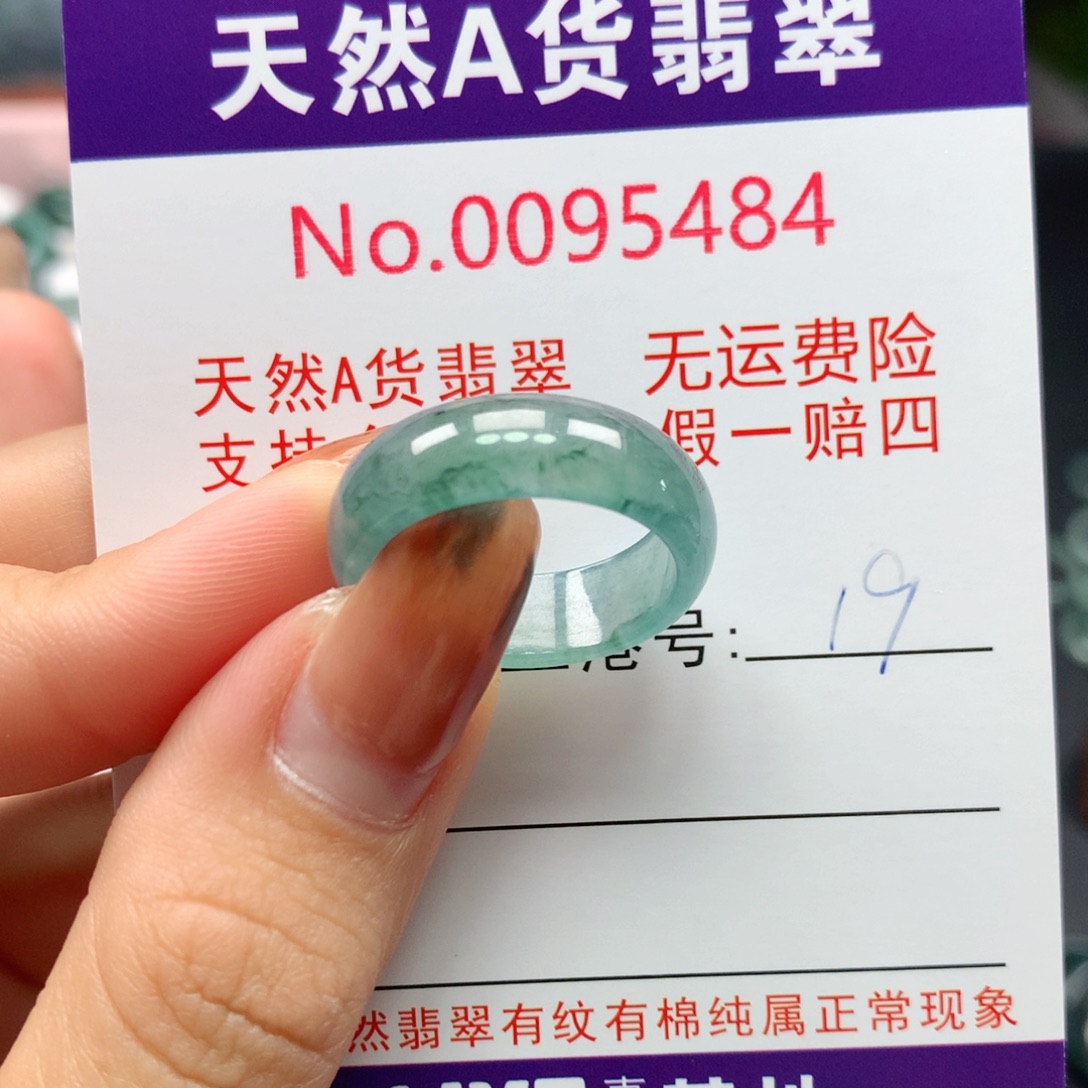 天然A货翡翠
No.0095484
天然A货翡翠 无运费险
支持 假一赔四
号: 19
然翡翠有纹有棉纯属正常现象